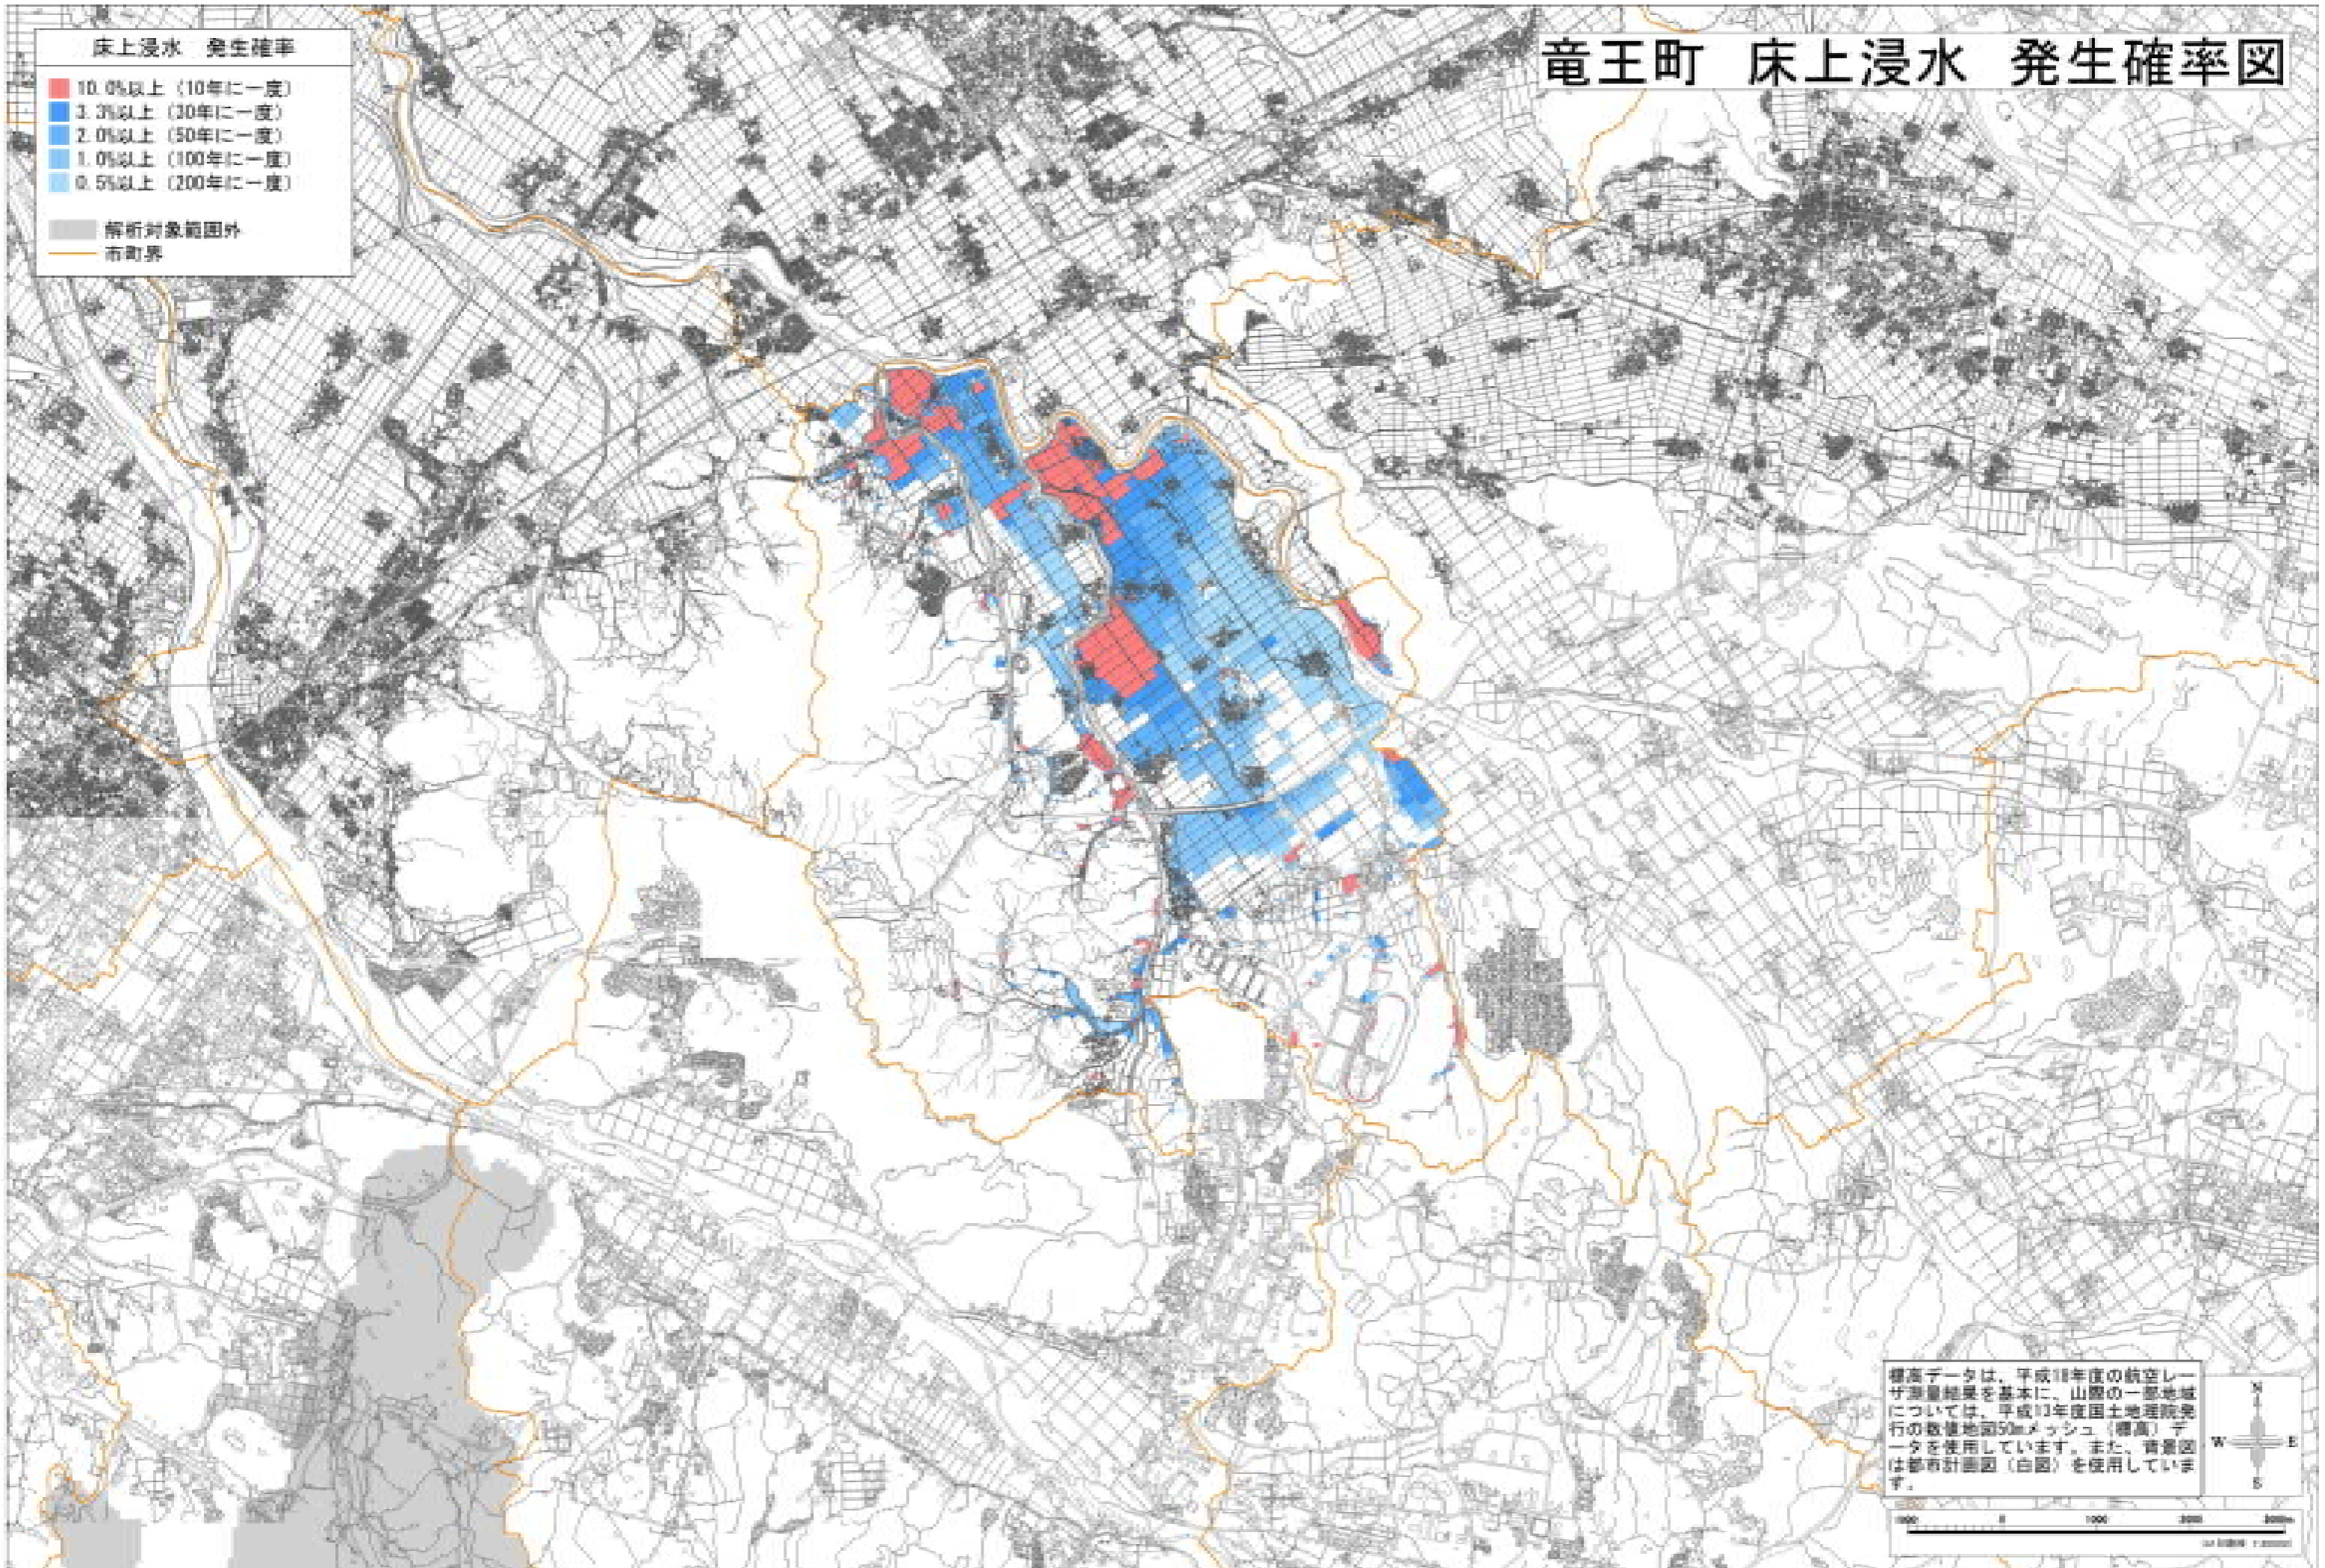 竜王町 床上浸水 発生確率図
床上浸水 発生確率
10.0%以上（10年に一度）
3.3%以上（30年に一度）
2.0%以上（50年に一度）
1.0%以上（100年に一度）
0.5%以上（200年に一度）
解析対象範囲外
市町界
標高データは、平成18年度の航空レー
ザ測量結果を基本に、山間の一部地域
については、平成13年度国土地理院発
行の数値地図50mメッシュ（標高）デ
ータを使用しています。また、背景図
は都市計画図（白図）を使用していま
す。
N
W E
S
1000 0 1000 2000 3000m